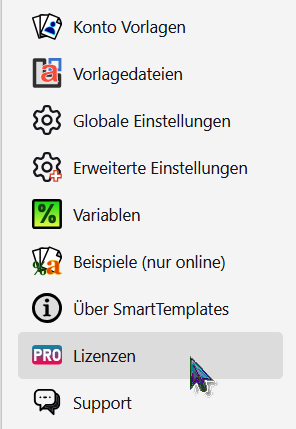 Konto Vorlagen
Vorlagedateien
Globale Einstellungen
Erweiterte Einstellungen
Variablen
Beispiele (nur online)
Über SmartTemplates
PRO Lizenzen
Support